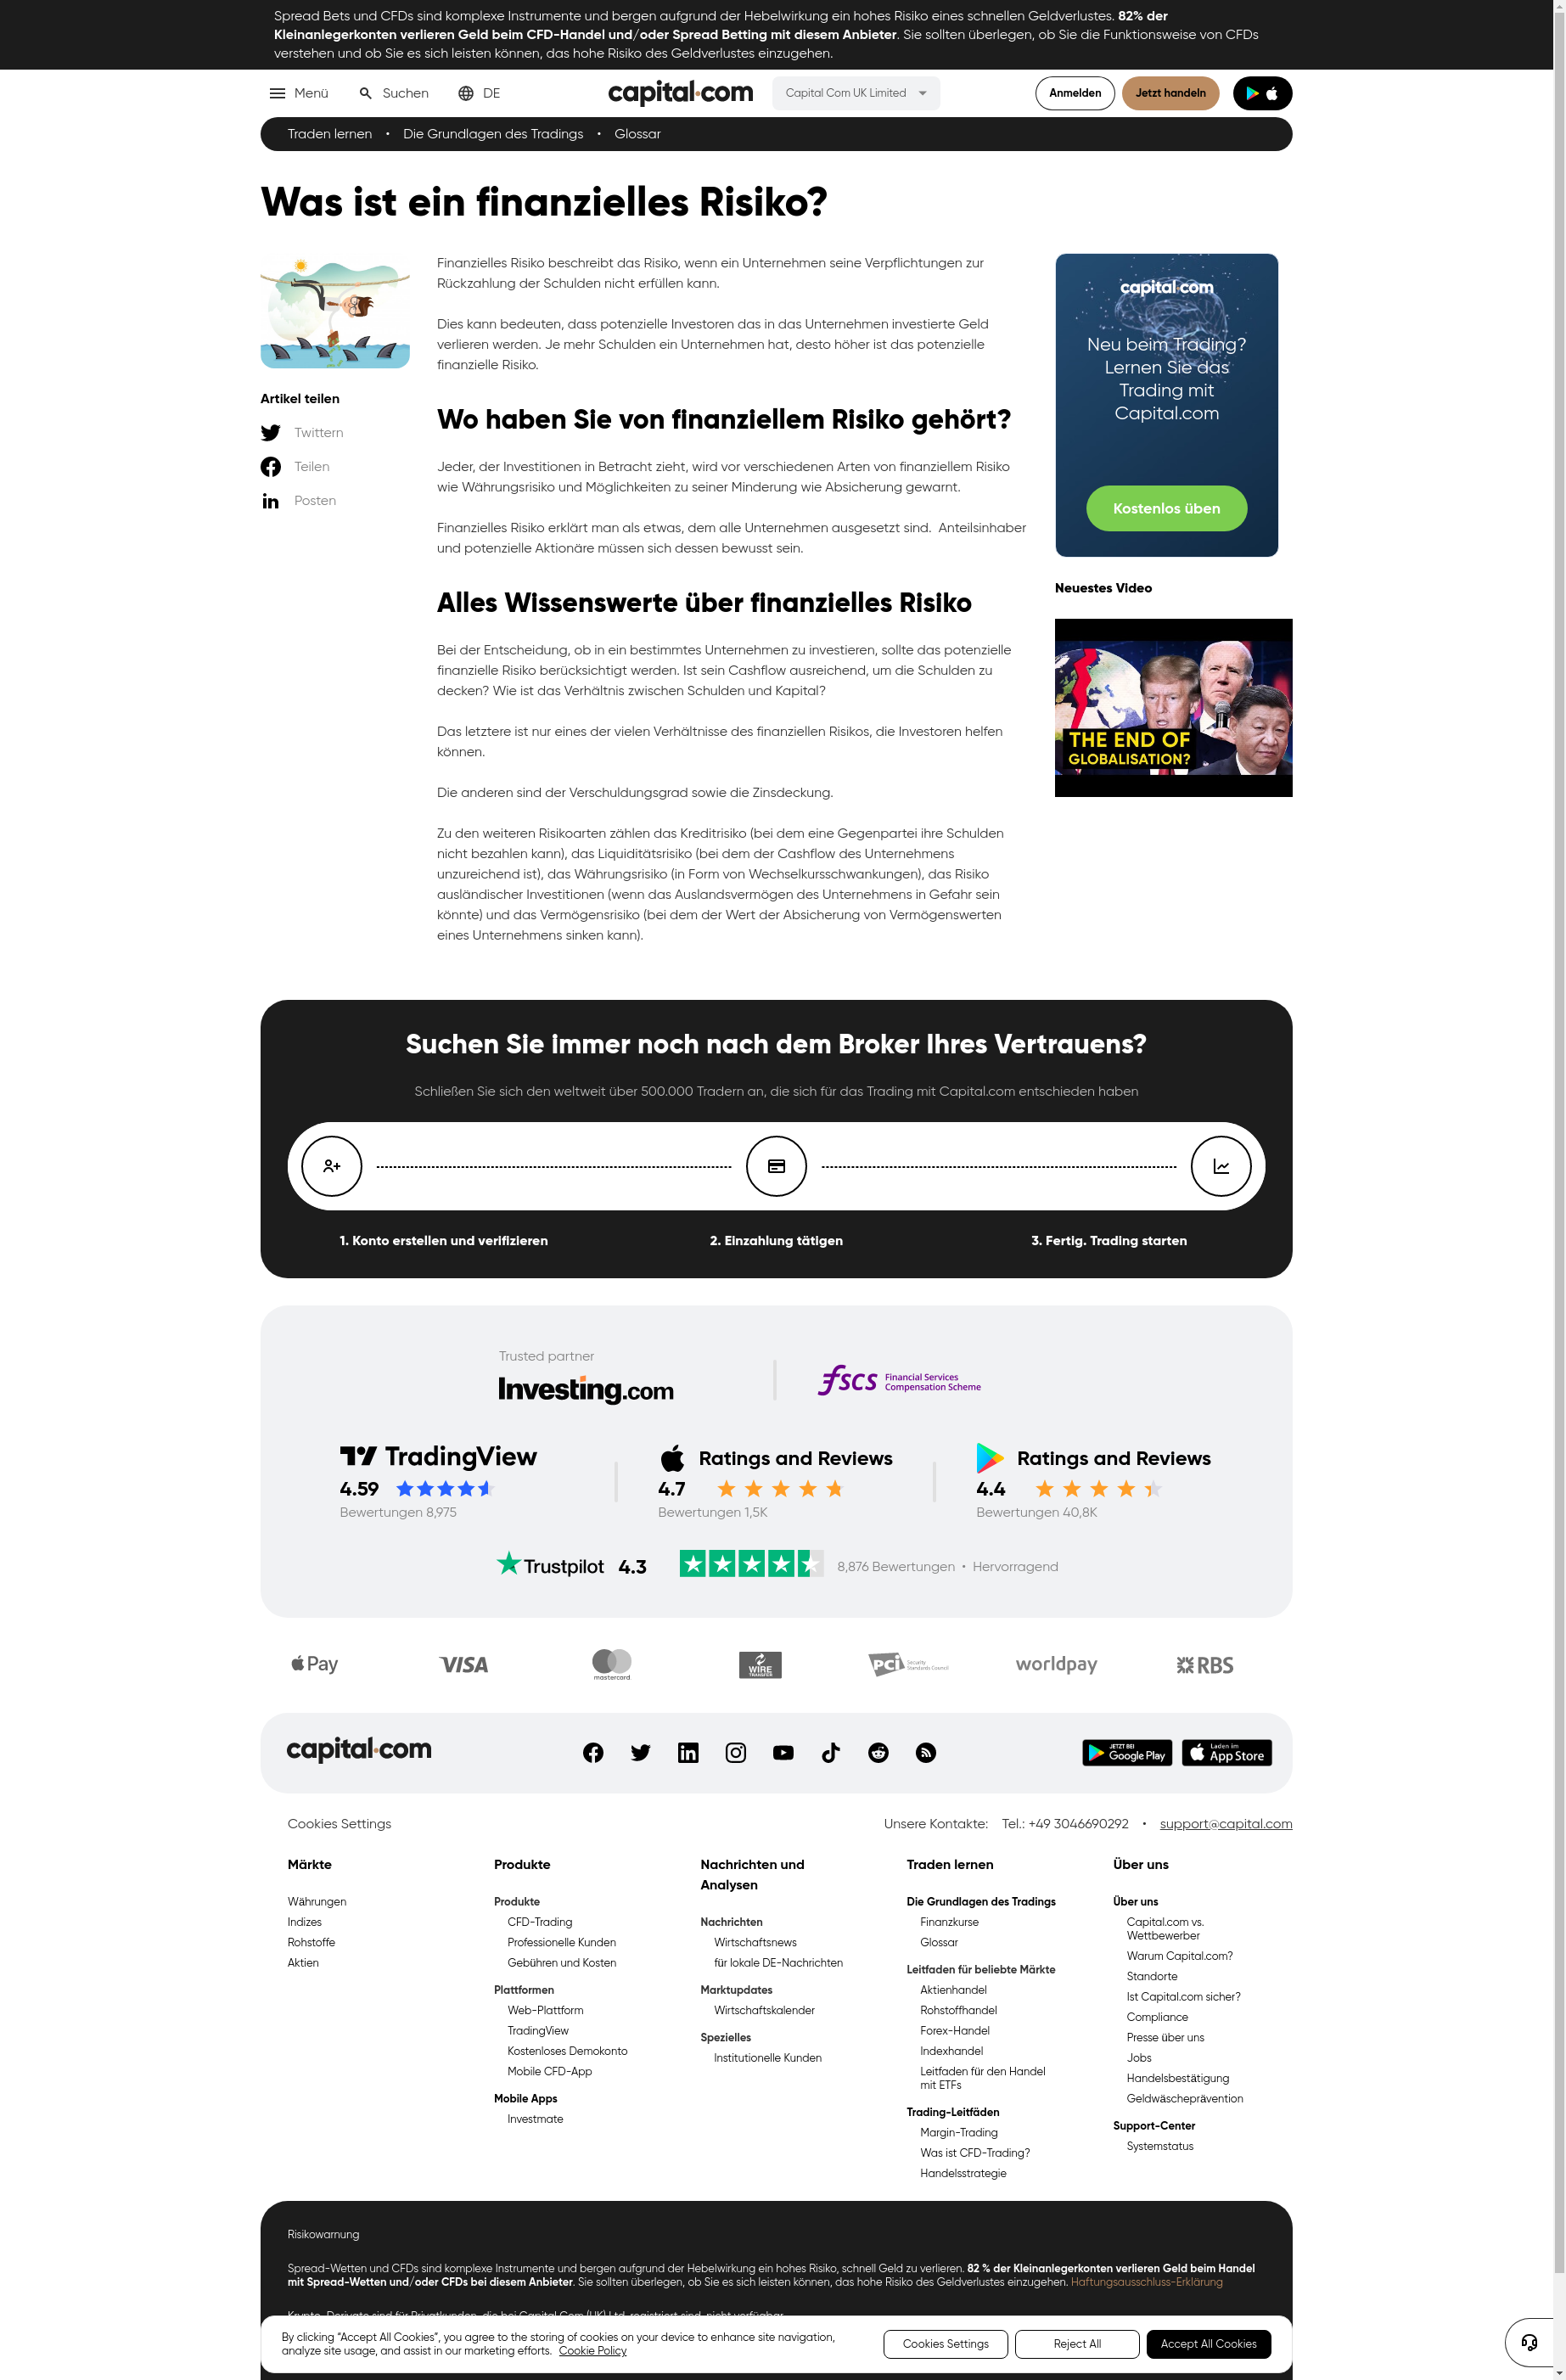 Spread Bets und CFDs sind komplexe Instrumente und bergen aufgrund der Hebelwirkung ein hohes Risiko eines schnellen Geldverlustes. 82% der
Kleinanlegerkonten verlieren Geld beim CFD-Handel und/oder Spread Betting mit diesem Anbieter. Sie sollten überlegen, ob Sie die Funktionsweise von CFDs
verstehen und ob Sie es sich leisten können, das hohe Risiko des Geldverlustes einzugehen.
Menü Suchen DE capital.com Capital Com UK Limited Anmelden Jetzt handeln
Traden lernen • Die Grundlagen des Tradings • Glossar
Was ist ein finanzielles Risiko?
Artikel teilen
Twittern
Teilen
Posten
Finanzielles Risiko beschreibt das Risiko, wenn ein Unternehmen seine Verpflichtungen zur
Rückzahlung der Schulden nicht erfüllen kann.
Dies kann bedeuten, dass potenzielle Investoren das in das Unternehmen investierte Geld
verlieren werden. Je mehr Schulden ein Unternehmen hat, desto höher ist das potenzielle
finanzielle Risiko.
Wo haben Sie von finanziellem Risiko gehört?
Jeder, der Investitionen in Betracht zieht, wird vor verschiedenen Arten von finanziellem Risiko
wie Währungsrisiko und Möglichkeiten zu seiner Minderung wie Absicherung gewarnt.
Finanzielles Risiko erklärt man als etwas, dem alle Unternehmen ausgesetzt sind. Anteilsinhaber
und potenzielle Aktionäre müssen sich dessen bewusst sein.
Alles Wissenswerte über finanzielles Risiko
Bei der Entscheidung, ob in ein bestimmtes Unternehmen zu investieren, sollte das potenzielle
finanzielle Risiko berücksichtigt werden. Ist sein Cashflow ausreichend, um die Schulden zu
decken? Wie ist das Verhältnis zwischen Schulden und Kapital?
Das letztere ist nur eines der vielen Verhältnisse des finanziellen Risikos, die Investoren helfen
können.
Die anderen sind der Verschuldungsgrad sowie die Zinsdeckung.
Zu den weiteren Risikoarten zählen das Kreditrisiko (bei dem eine Gegenpartei ihre Schulden
nicht bezahlen kann), das Liquiditätsrisiko (bei dem der Cashflow des Unternehmens
unzureichend ist), das Währungsrisiko (in Form von Wechselkursschwankungen), das Risiko
ausländischer Investitionen (wenn das Auslandsvermögen des Unternehmens in Gefahr sein
könnte) und das Vermögensrisiko (bei dem der Wert der Absicherung von Vermögenswerten
eines Unternehmens sinken kann).
capital.com
Neu beim Trading?
Lernen Sie das
Trading mit
Capital.com
Kostenlos üben
Neuestes Video
THE END OF
GLOBALISATION?
Suchen Sie immer noch nach dem Broker Ihres Vertrauens?
Schließen Sie sich den weltweit über 500.000 Tradern an, die sich für das Trading mit Capital.com entschieden haben
1. Konto erstellen und verifizieren
2. Einzahlung tätigen
3. Fertig. Trading starten
Trusted partner
Investing.com
fscs Financial Services
Compensation Scheme
TradingView
4.59
Bewertungen 8,975
Ratings and Reviews
4.7
Bewertungen 1,5K
Ratings and Reviews
4.4
Bewertungen 40,8K
Trustpilot 4.3 8,876 Bewertungen • Hervorragend
Pay VISA mastercard. WIRE TRANSFER PCI Security Standards Council worldpay RBS
capital.com JETZT BEI Google Play Laden im App Store
Cookies Settings
Unsere Kontakte: Tel.: +49 3046690292 • support@capital.com
Märkte
Währungen
Indizes
Rohstoffe
Aktien
Produkte
Produkte
CFD-Trading
Professionelle Kunden
Gebühren und Kosten
Plattformen
Web-Plattform
TradingView
Kostenloses Demokonto
Mobile CFD-App
Mobile Apps
Investmate
Nachrichten und
Analysen
Nachrichten
Wirtschaftsnews
für lokale DE-Nachrichten
Marktupdates
Wirtschaftskalender
Spezielles
Institutionelle Kunden
Traden lernen
Die Grundlagen des Tradings
Finanzkurse
Glossar
Leitfaden für beliebte Märkte
Aktienhandel
Rohstoffhandel
Forex-Handel
Indexhandel
Leitfaden für den Handel
mit ETFs
Trading-Leitfäden
Margin-Trading
Was ist CFD-Trading?
Handelsstrategie
Über uns
Über uns
Capital.com vs.
Wettbewerber
Warum Capital.com?
Standorte
Ist Capital.com sicher?
Compliance
Presse über uns
Jobs
Handelsbestätigung
Geldwäscheprävention
Support-Center
Systemstatus
Risikowarnung
Spread-Wetten und CFDs sind komplexe Instrumente und bergen aufgrund der Hebelwirkung ein hohes Risiko, schnell Geld zu verlieren. 82 % der Kleinanlegerkonten verlieren Geld beim Handel
mit Spread-Wetten und/oder CFDs bei diesem Anbieter. Sie sollten überlegen, ob Sie es sich leisten können, das hohe Risiko des Geldverlustes einzugehen. Haftungsausschluss-Erklärung
Krypto-Derivate sind für Privatkunden, die bei Capital Com (UK) Ltd. registriert sind, nicht verfügbar.
By clicking “Accept All Cookies”, you agree to the storing of cookies on your device to enhance site navigation,
analyze site usage, and assist in our marketing efforts. Cookie Policy
Cookies Settings Reject All Accept All Cookies